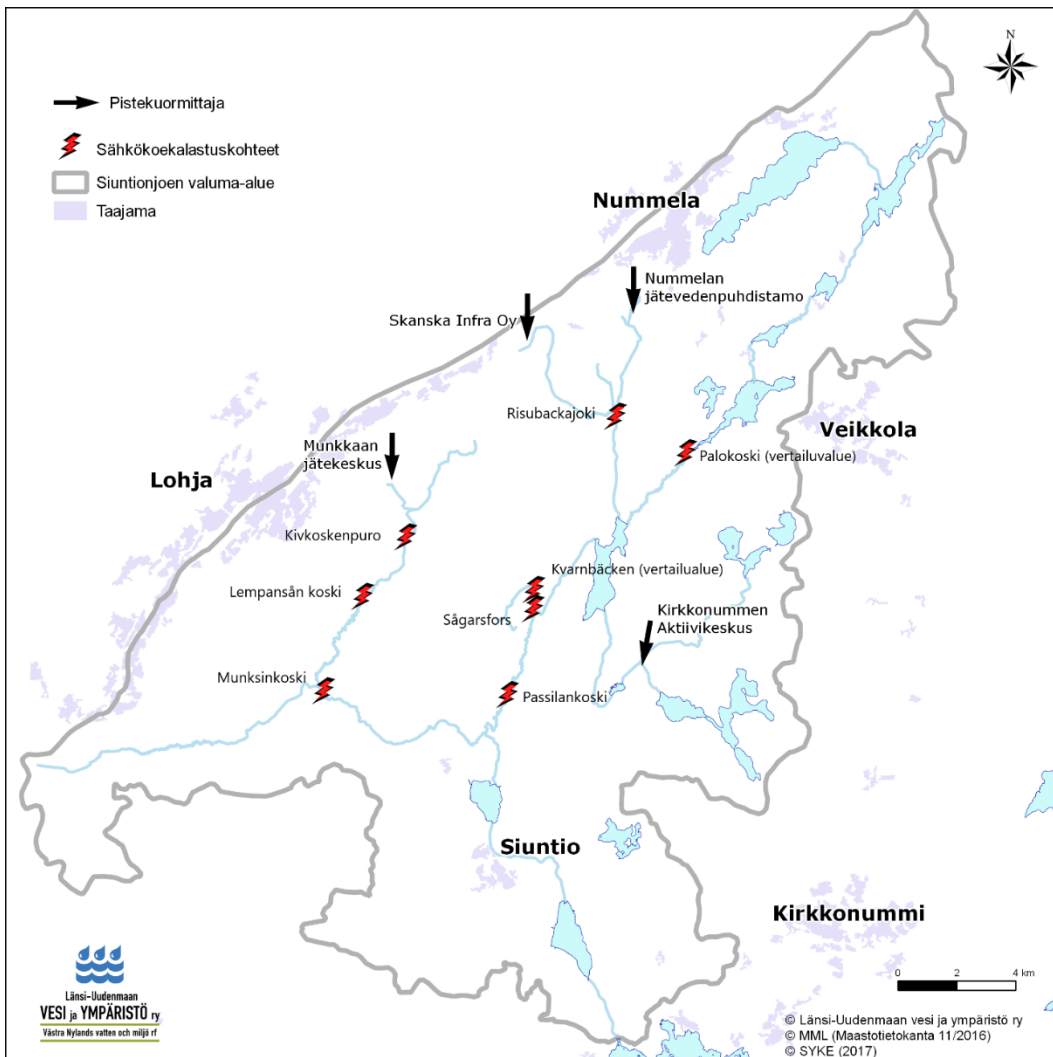 N
Pistekuormittaja
Sähkökoekalastuskohteet
Siuntionjoen valuma-alue
Taajama
Nummela
Nummelan
jätevedenpuhdistamo
Skanska Infra Oy
Risubackajoki
Veikkola
Palokoski (vertailuvalue)
Munkkaan
jätekeskus
Lohja
Kivkoskenpuro
Kvarnbäcken (vertailualue)
Lempansån koski
Sågarsfors
Kirkkonummen
Aktiivikeskus
Munksinkoski
Passilankoski
Siuntio
Kirkkonummi
Länsi-Uudenmaan
VESI ja YMPÄRISTÖ ry
Västra Nylands vatten och miljö rf
0 2 4 km
© Länsi-Uudenmaan vesi ja ympäristö ry
© MML (Maastotietokanta 11/2016)
© SYKE (2017)